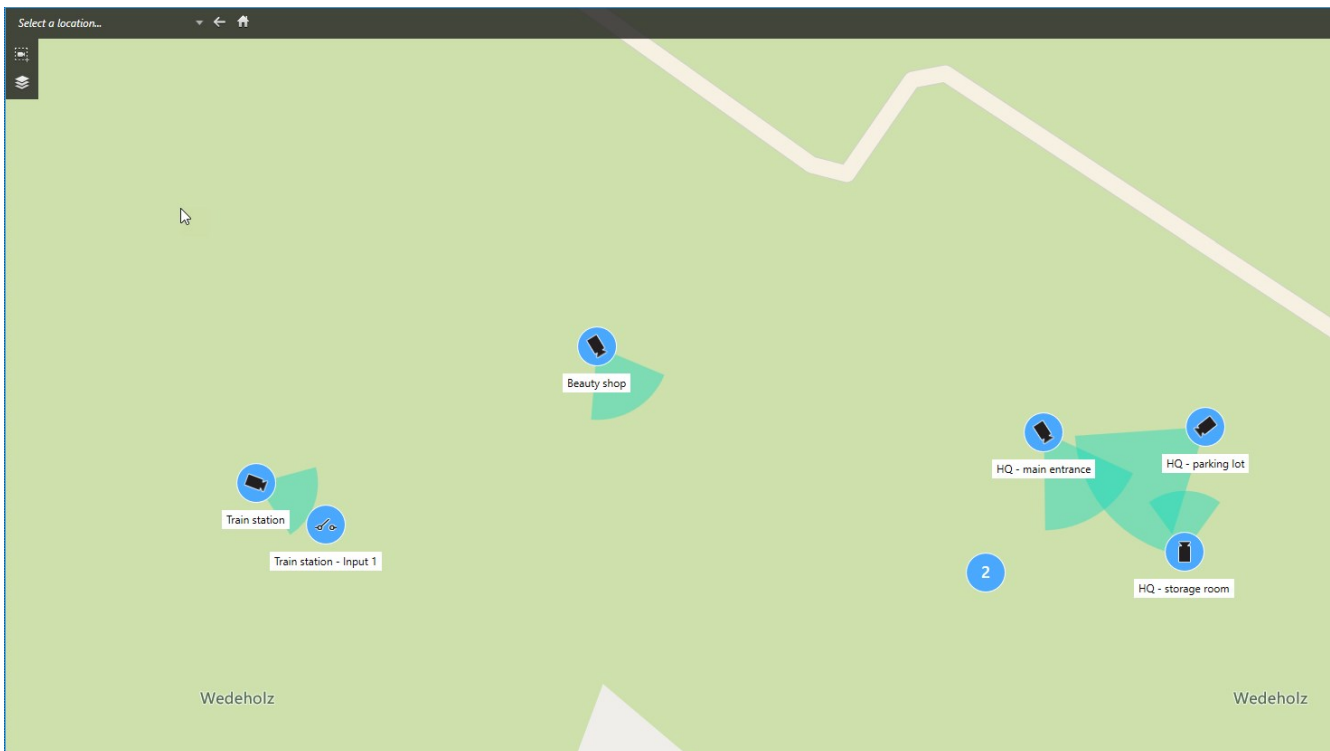 Select a location...
Beauty shop
HQ - main entrance
HQ - parking lot
Train station
Train station - Input 1
2
HQ - storage room
Wedeholz
Wedeholz